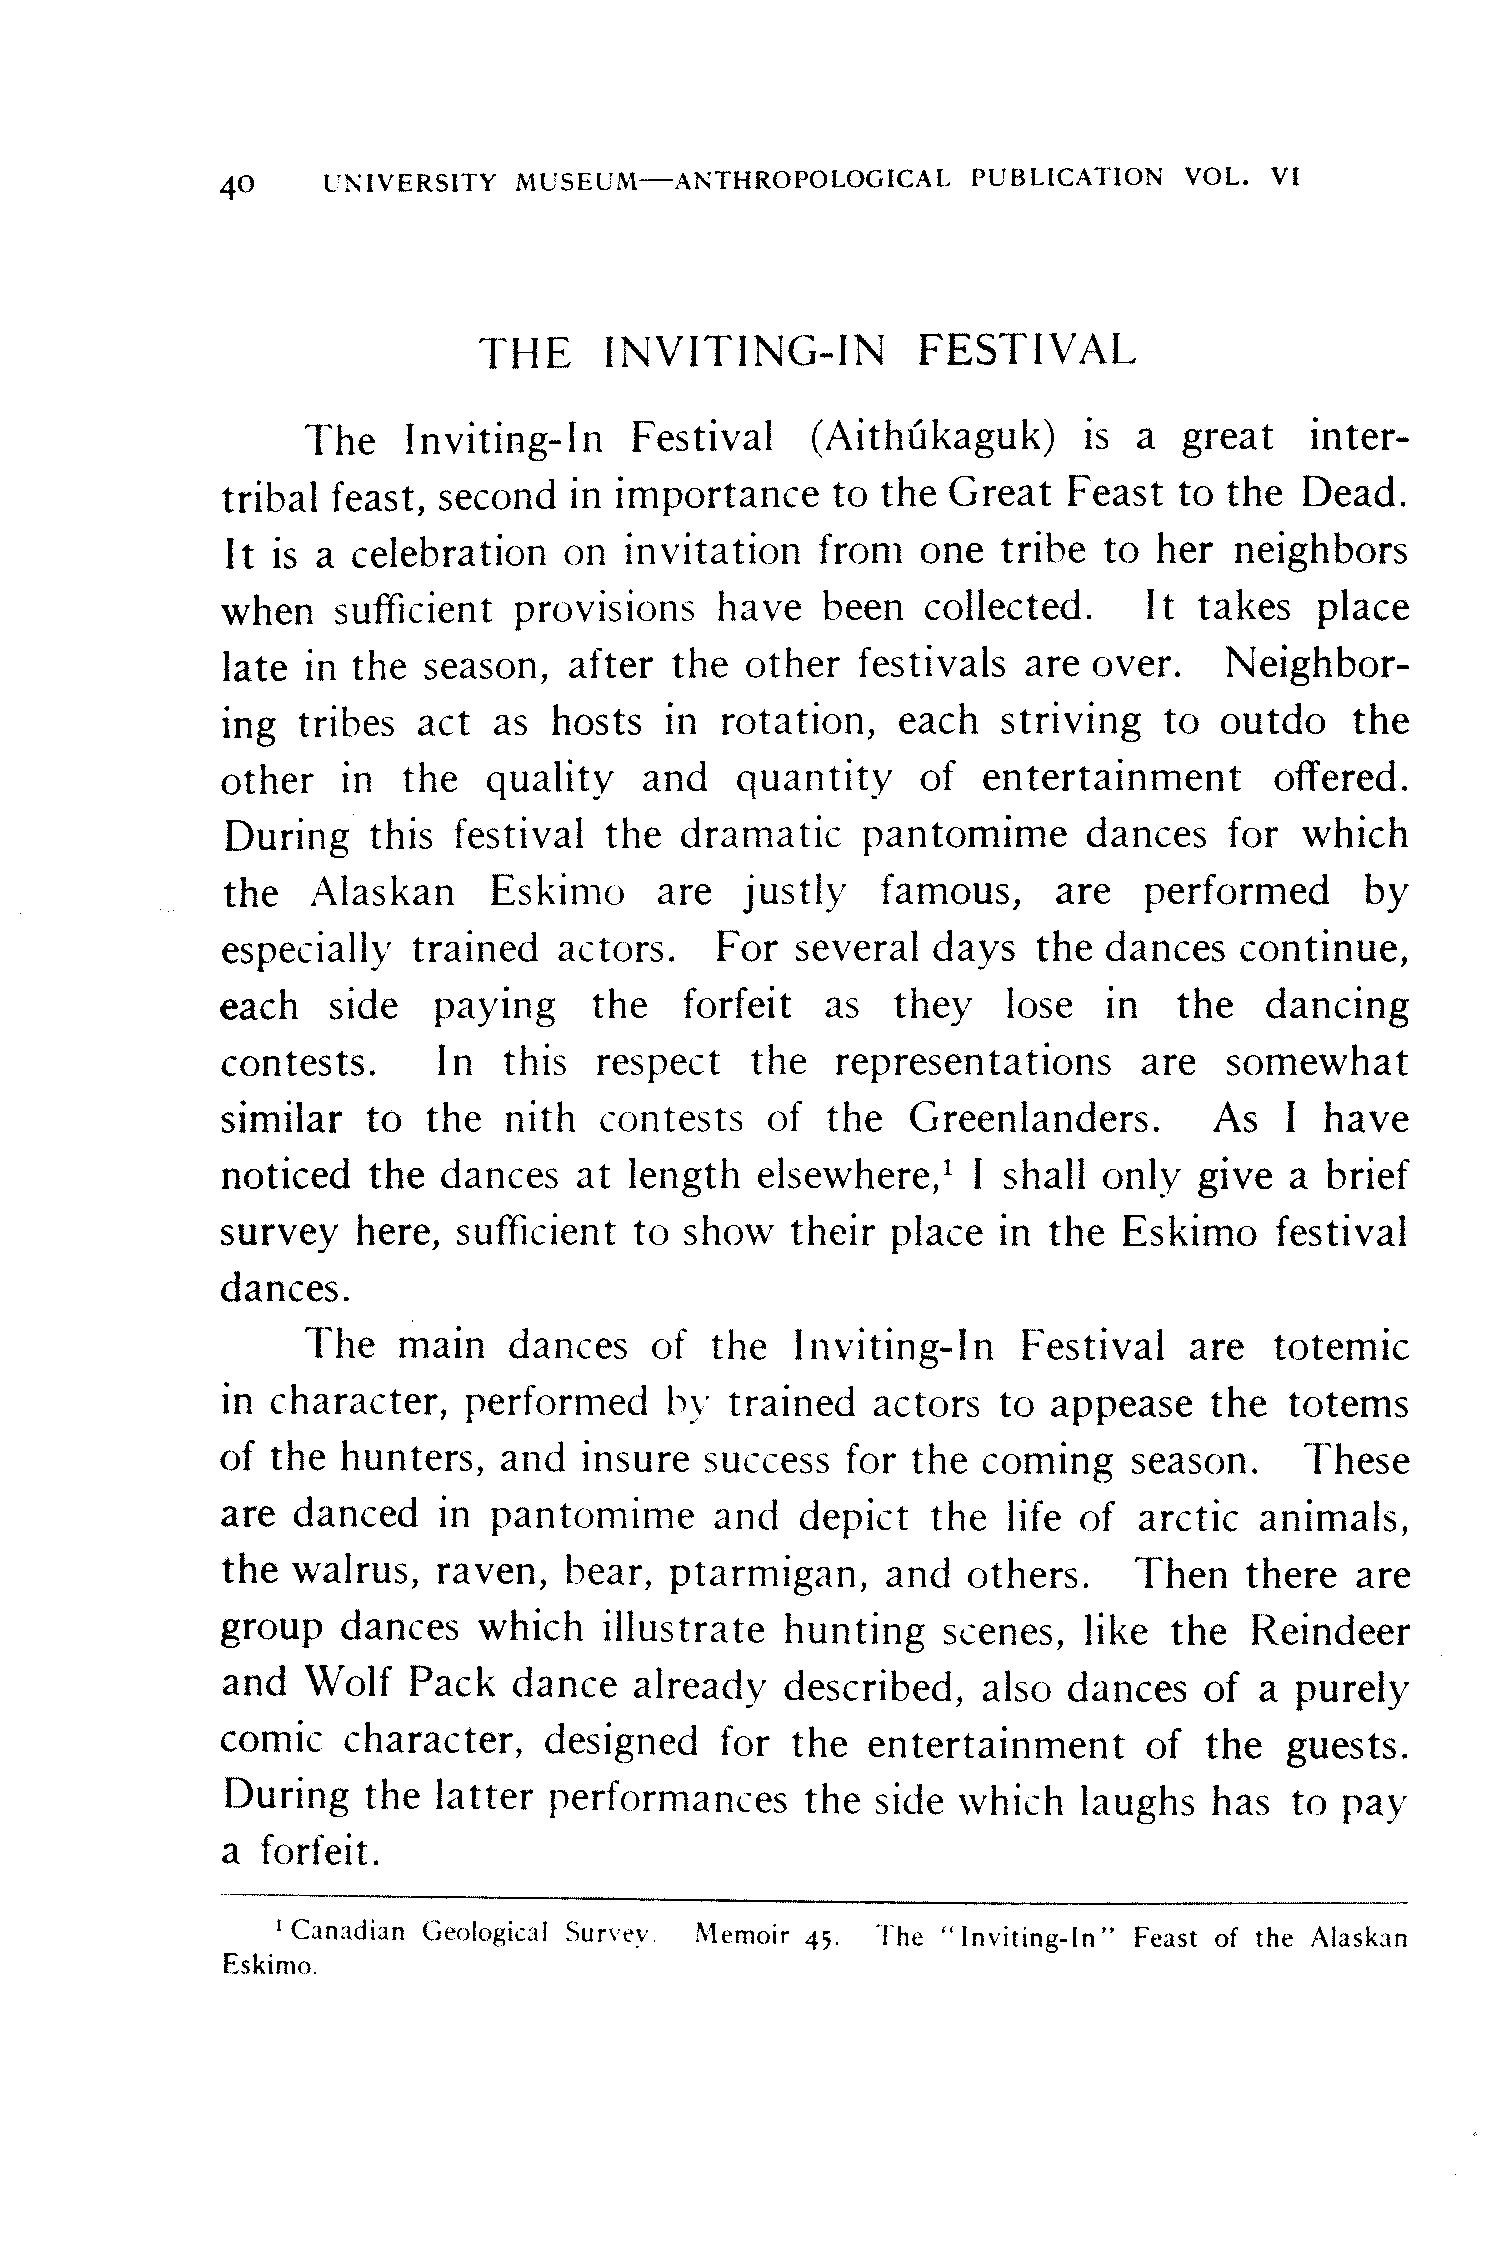 40 UNIVERSITY MUSEUM—ANTHROPOLOGICAL PUBLICATION VOL. VI
THE INVITING-IN FESTIVAL
The Inviting-In Festival (Aithúkaguk) is a great inter-
tribal feast, second in importance to the Great Feast to the Dead.
It is a celebration on invitation from one tribe to her neighbors
when sufficient provisions have been collected. It takes place
late in the season, after the other festivals are over. Neighbor-
ing tribes act as hosts in rotation, each striving to outdo the
other in the quality and quantity of entertainment offered.
During this festival the dramatic pantomime dances for which
the Alaskan Eskimo are justly famous, are performed by
especially trained actors. For several days the dances continue,
each side paying the forfeit as they lose in the dancing
contests. In this respect the representations are somewhat
similar to the nith contests of the Greenlanders. As I have
noticed the dances at length elsewhere,¹ I shall only give a brief
survey here, sufficient to show their place in the Eskimo festival
dances.
The main dances of the Inviting-In Festival are totemic
in character, performed by trained actors to appease the totems
of the hunters, and insure success for the coming season. These
are danced in pantomime and depict the life of arctic animals,
the walrus, raven, bear, ptarmigan, and others. Then there are
group dances which illustrate hunting scenes, like the Reindeer
and Wolf Pack dance already described, also dances of a purely
comic character, designed for the entertainment of the guests.
During the latter performances the side which laughs has to pay
a forfeit.
¹ Canadian Geological Survey. Memoir 45. The "Inviting-In" Feast of the Alaskan
Eskimo.